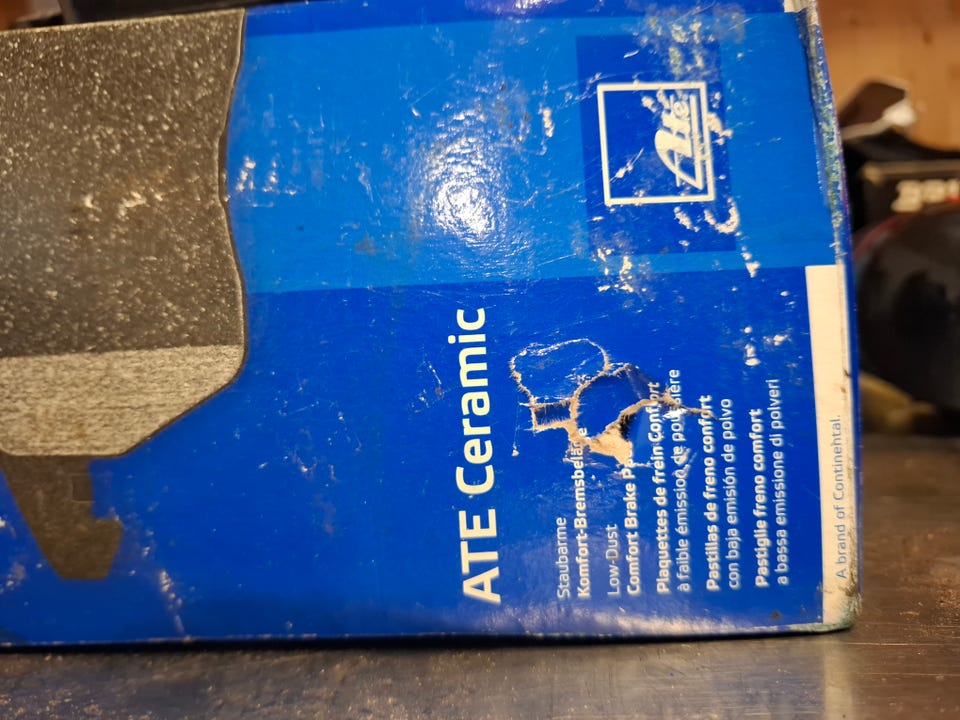 Ate
ATE Ceramic
Staubarme
Komfort-Bremsbeläge
Low-Dust
Comfort Brake
Plaquettes de frein Confort
à faible émission de poussière
Pastillas de freno confort
con baja emisión de polvo
Pastiglie freno comfort
a bassa emissione di polveri
A brand of Continental.